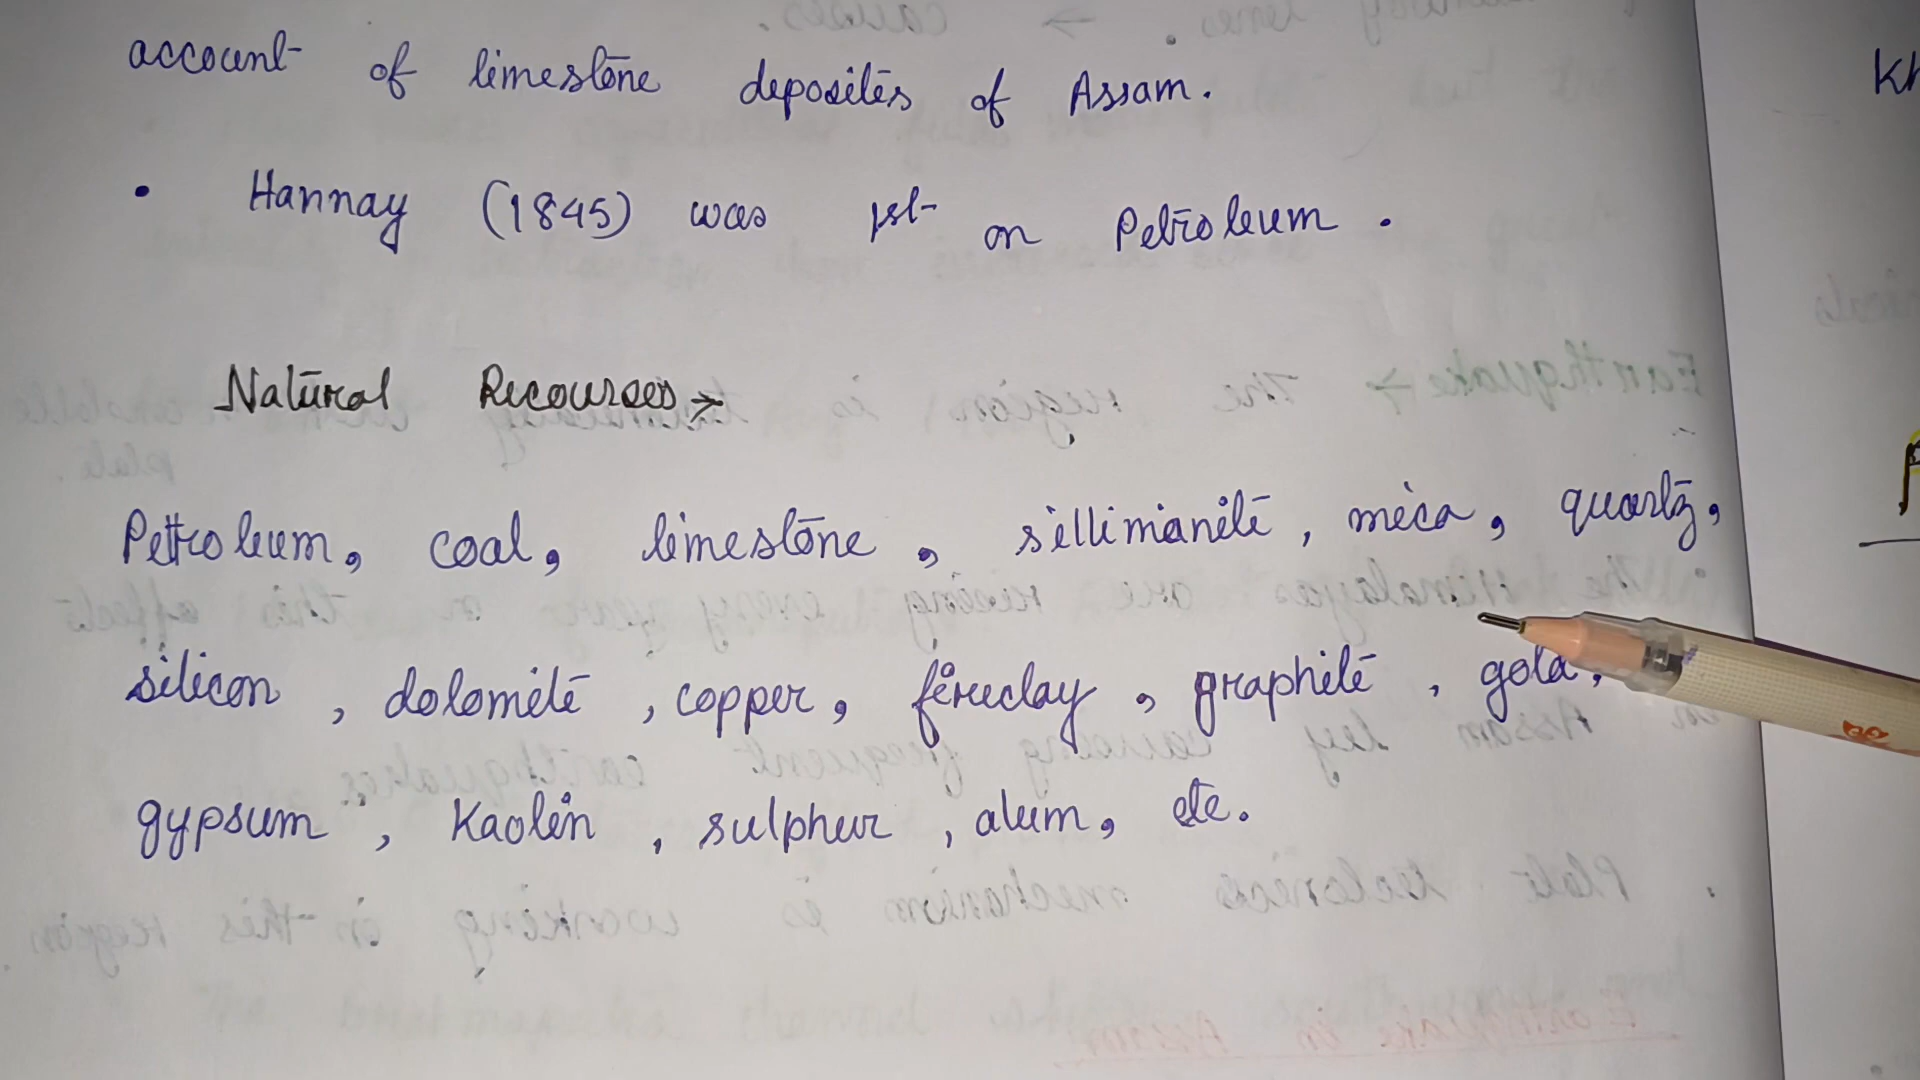 account of limestone deposites of Assam.
• Hannay (1845) was 1st on Petroleum.
Natural Recourses →
Petroleum, coal, limestone, sillimanite, mica, quartz,
silicon, dolomite, copper, fireclay, graphite, gold,
gypsum, Kaolin, sulphur, alum, etc.
Kh